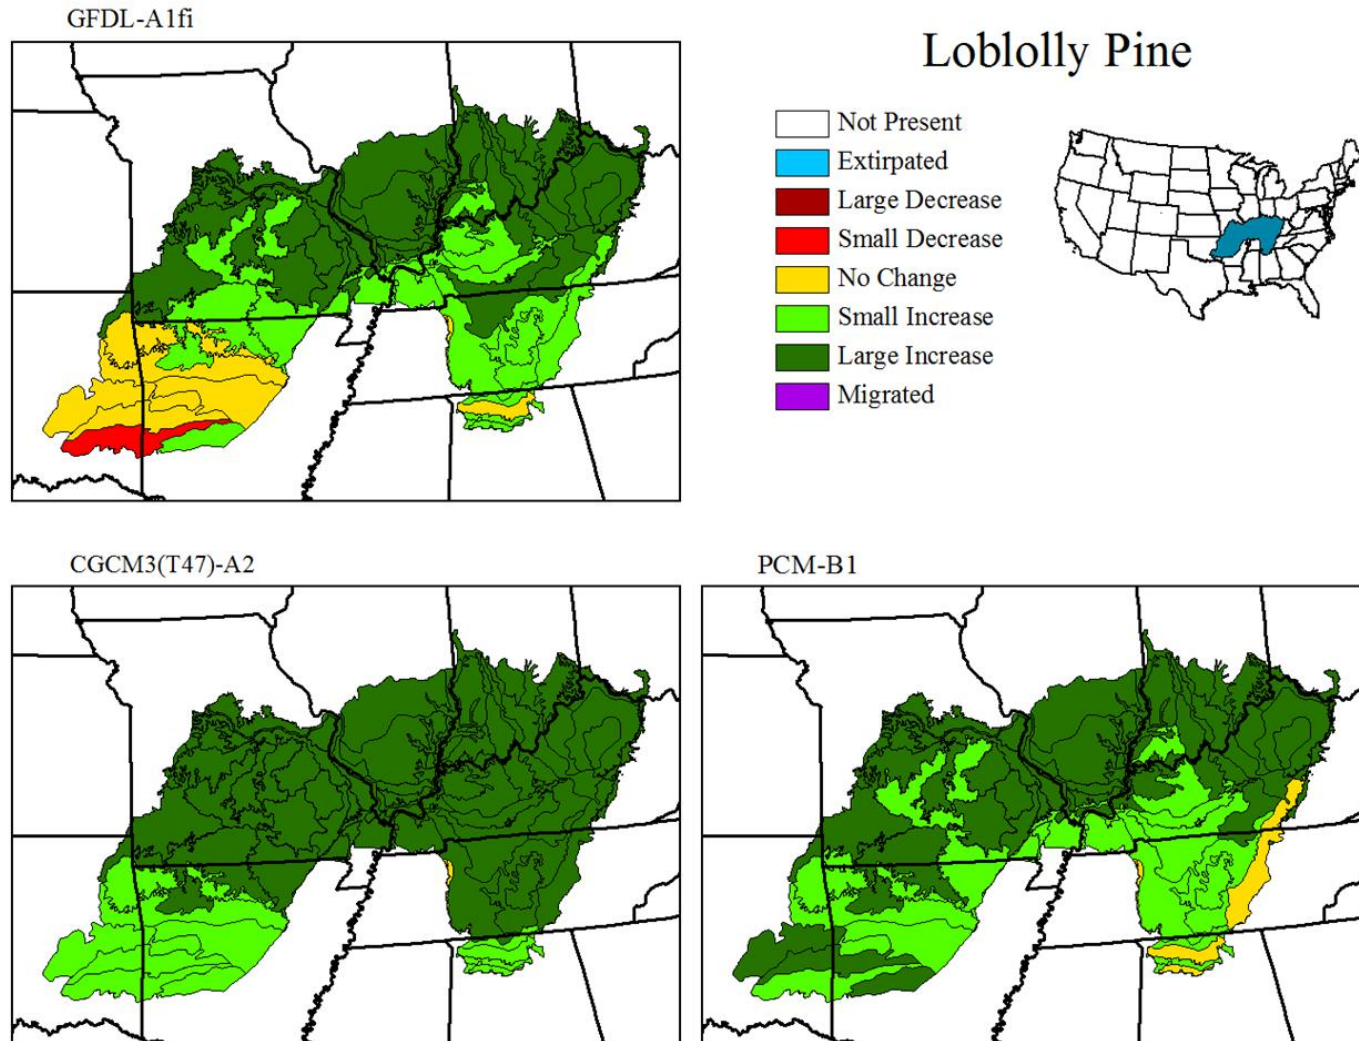 GFDL-A1fi
Loblolly Pine
Not Present
Extirpated
Large Decrease
Small Decrease
No Change
Small Increase
Large Increase
Migrated
CGCM3(T47)-A2
PCM-B1